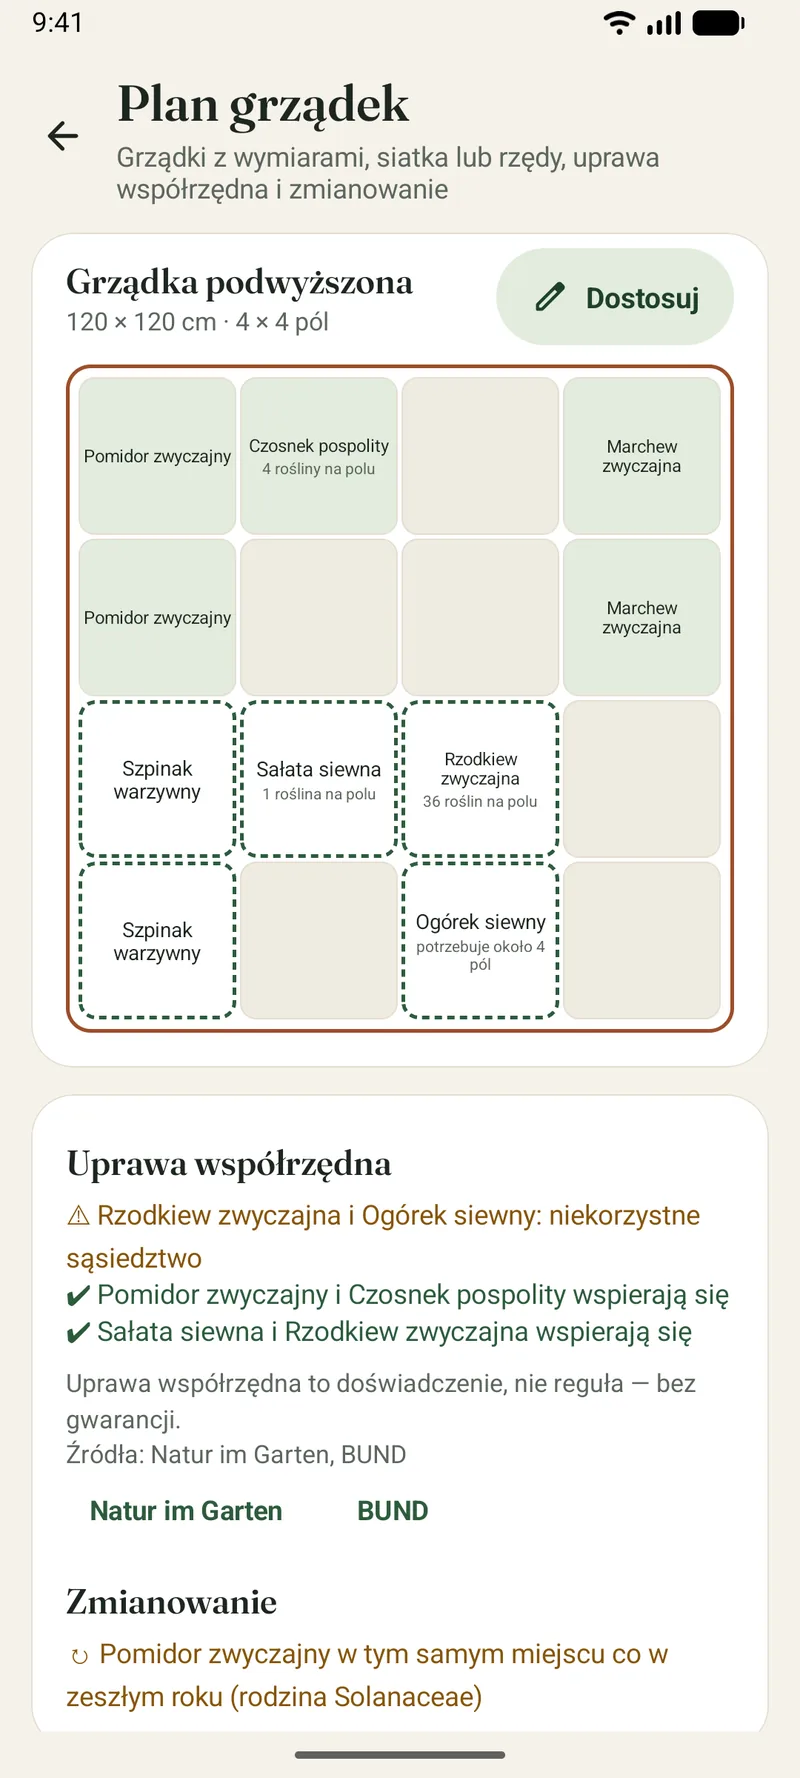 9:41
Plan grządek
Grządki z wymiarami, siatka lub rzędy, uprawa
współrzędna i zmianowanie
Grządka podwyższona
120 × 120 cm · 4 × 4 pól
Dostosuj
Pomidor zwyczajny
Czosnek pospolity
4 rośliny na polu
Marchew
zwyczajna
Pomidor zwyczajny
Marchew
zwyczajna
Szpinak
warzywny
Sałata siewna
1 roślina na polu
Rzodkiew
zwyczajna
36 roślin na polu
Szpinak
warzywny
Ogórek siewny
potrzebuje około 4
pól
Uprawa współrzędna
⚠ Rzodkiew zwyczajna i Ogórek siewny: niekorzystne
sąsiedztwo
✔ Pomidor zwyczajny i Czosnek pospolity wspierają się
✔ Sałata siewna i Rzodkiew zwyczajna wspierają się
Uprawa współrzędna to doświadczenie, nie reguła — bez
gwarancji.
Źródła: Natur im Garten, BUND
Natur im Garten
BUND
Zmianowanie
↻ Pomidor zwyczajny w tym samym miejscu co w
zeszłym roku (rodzina Solanaceae)